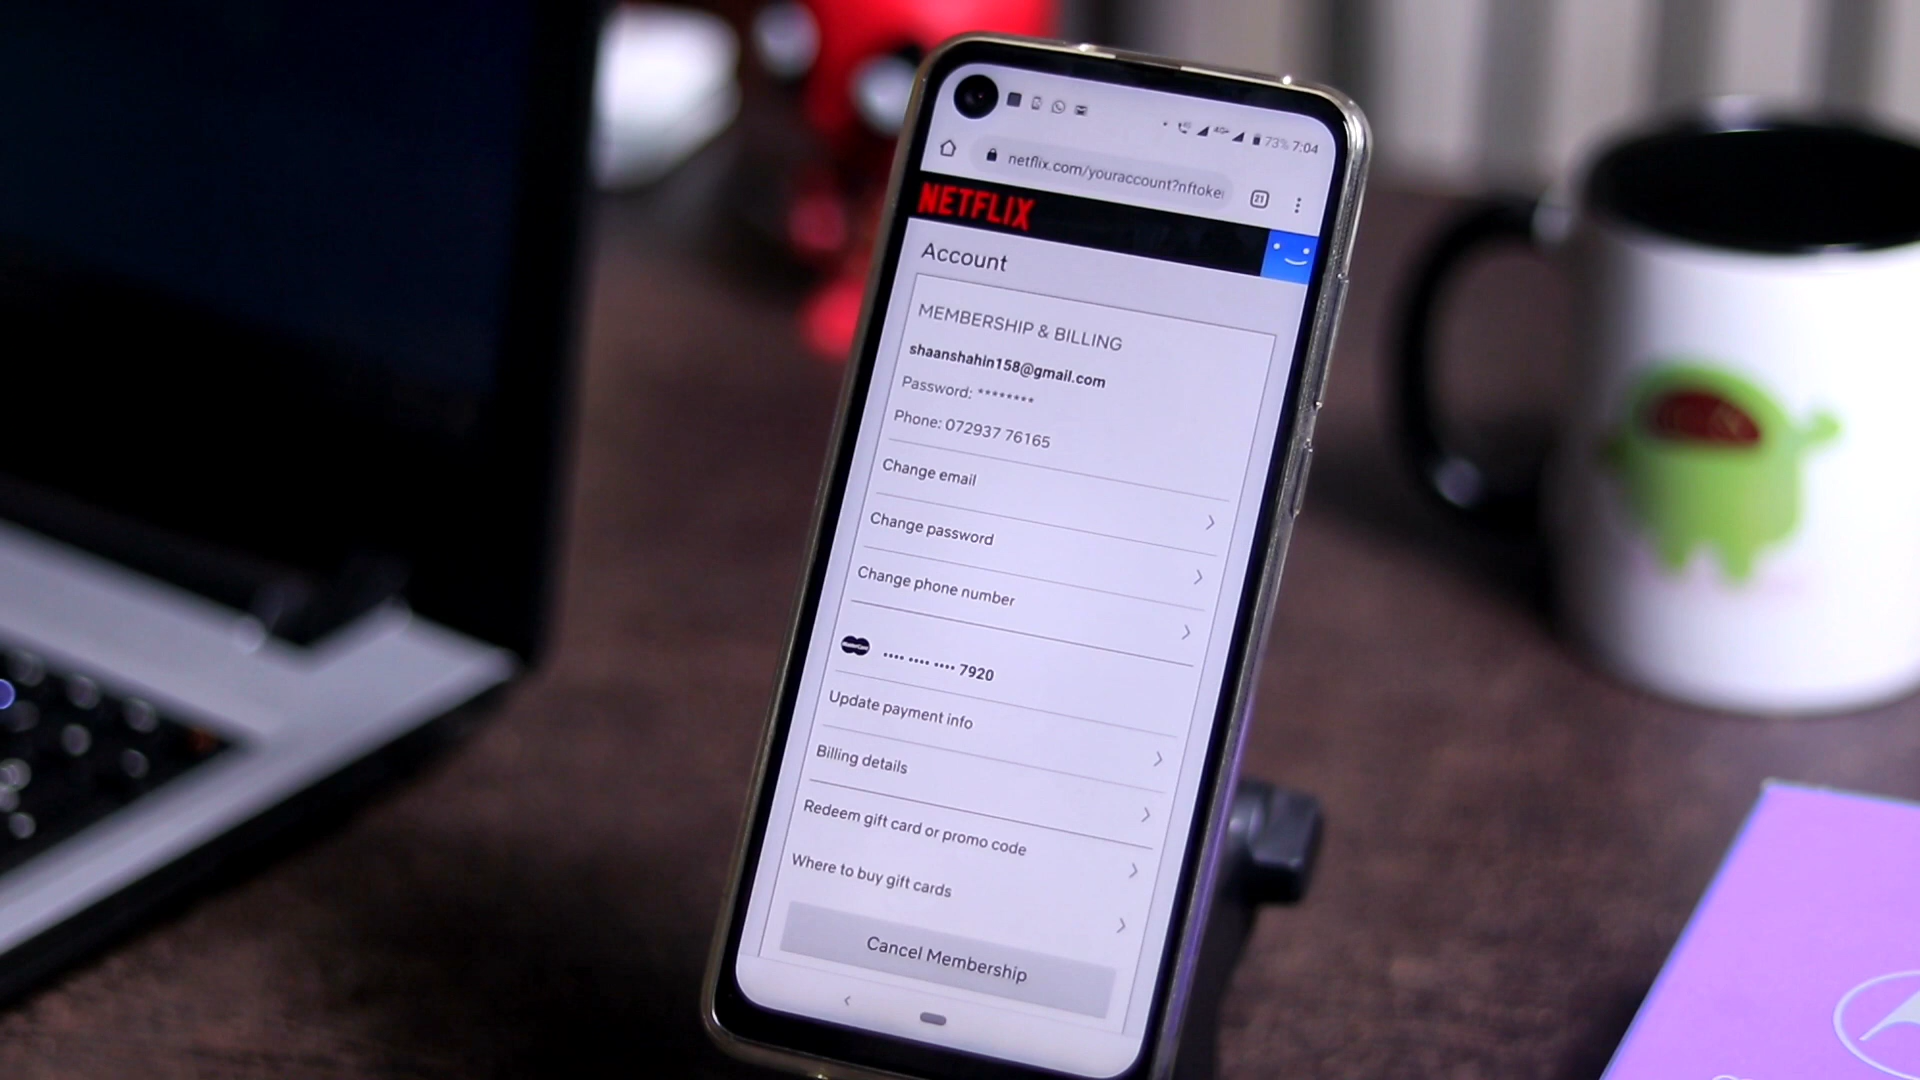 73% 7:04
netflix.com/youraccount?nftoke
21
NETFLIX
Account
MEMBERSHIP & BILLING
shaanshahin158@gmail.com
Password: ********
Phone: 072937 76165
Change email
Change password
Change phone number
•••• •••• •••• 7920
Update payment info
Billing details
Redeem gift card or promo code
Where to buy gift cards
Cancel Membership